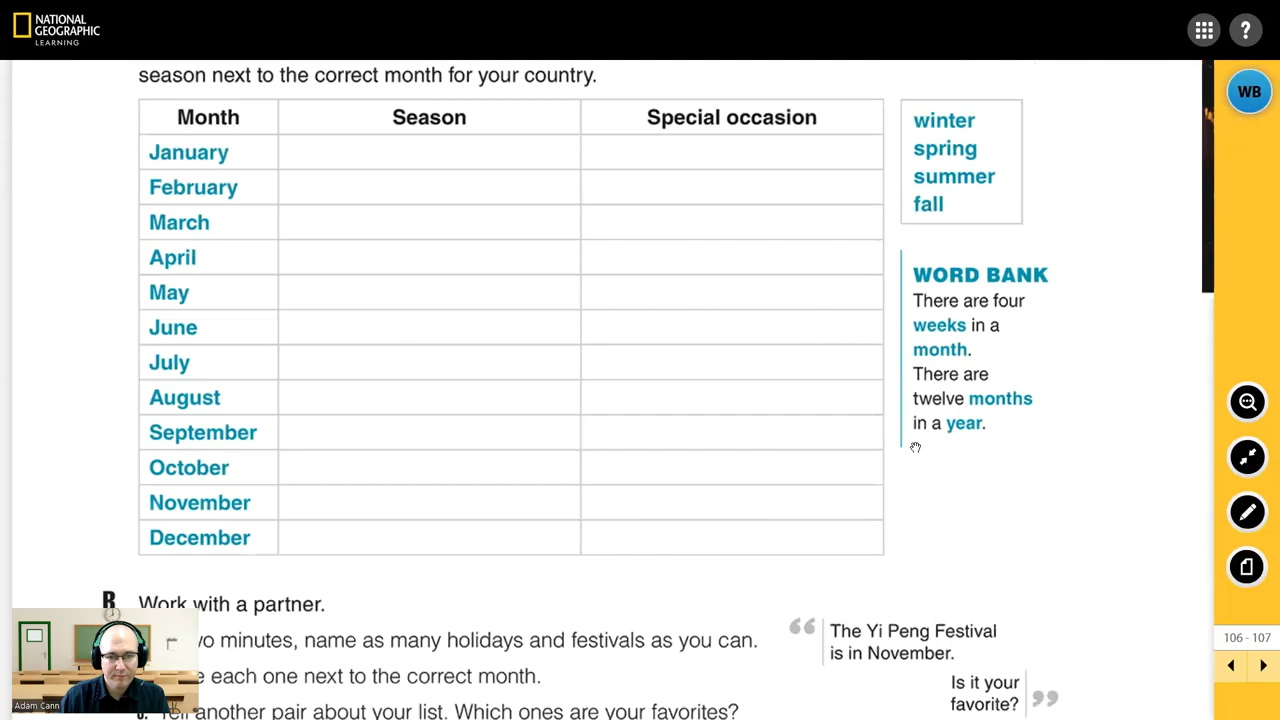 NATIONAL
GEOGRAPHIC
LEARNING
?
WB
season next to the correct month for your country.
Month Season Special occasion
January
February
March
April
May
June
July
August
September
October
November
December
winter
spring
summer
fall
WORD BANK
There are four
weeks in a
month.
There are
twelve months
in a year.
B Work with a partner.
wo minutes, name as many holidays and festivals as you can.
e each one next to the correct month.
another pair about your list. Which ones are your favorites?
“ The Yi Peng Festival
is in November.
Is it your
favorite? ”
106 - 107
Adam Cann